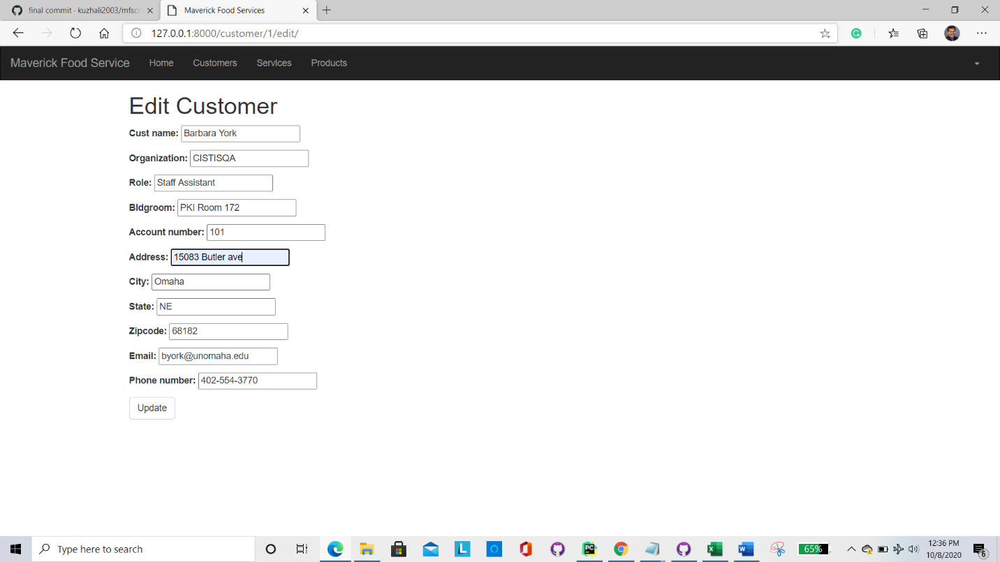 final commit - kuzhali2003/mfscr
Maverick Food Services
127.0.0.1:8000/customer/1/edit/
Maverick Food Service Home Customers Services Products
Edit Customer
Cust name: Barbara York
Organization: CISTISQA
Role: Staff Assistant
Bldgroom: PKI Room 172
Account number: 101
Address: 15083 Butler ave
City: Omaha
State: NE
Zipcode: 68182
Email: byork@unomaha.edu
Phone number: 402-554-3770
Update
Type here to search
65%
12:36 PM
10/8/2020
6